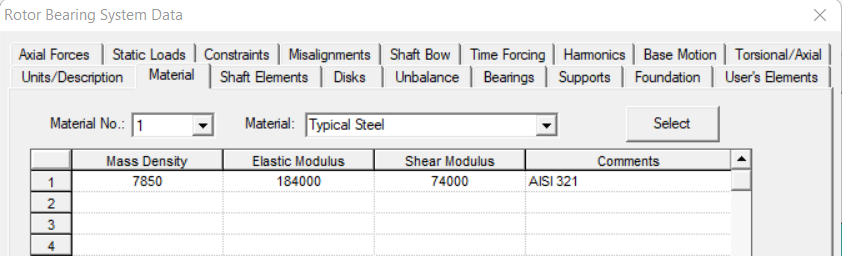 Rotor Bearing System Data
Axial Forces Static Loads Constraints Misalignments Shaft Bow Time Forcing Harmonics Base Motion Torsional/Axial
Units/Description Material Shaft Elements Disks Unbalance Bearings Supports Foundation User's Elements
Material No.: 1 Material: Typical Steel Select
Mass Density Elastic Modulus Shear Modulus Comments
1 7850 184000 74000 AISI 321
2
3
4